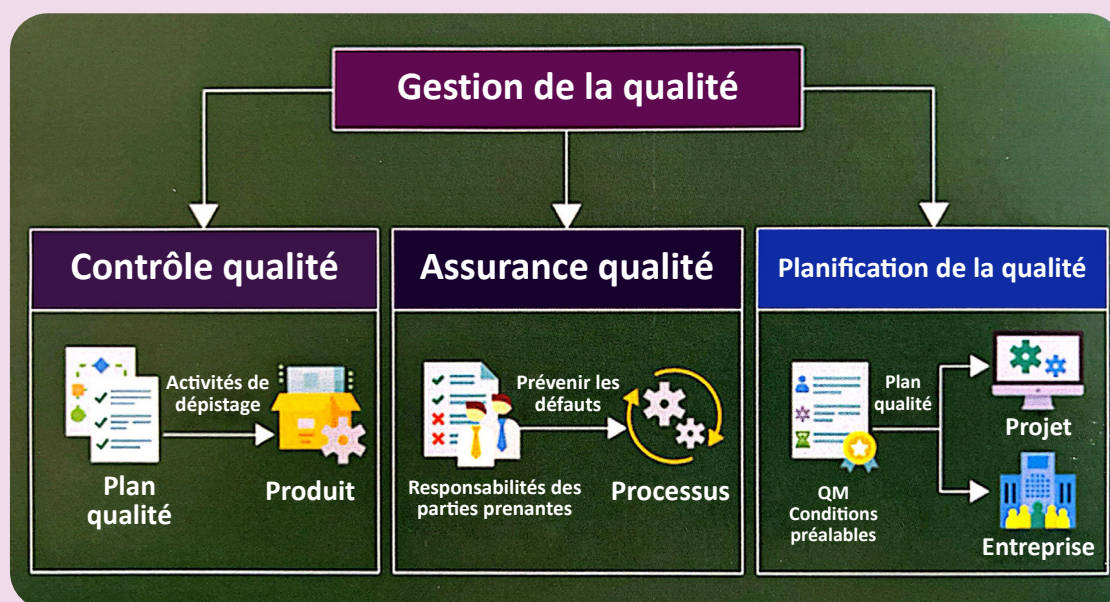 Gestion de la qualité
Contrôle qualité
Activités de
dépistage
Plan
qualité
Produit
Assurance qualité
Prévenir les
défauts
Responsabilités des
parties prenantes
Processus
Planification de la qualité
Plan
qualité
Projet
QM
Conditions
préalables
Entreprise